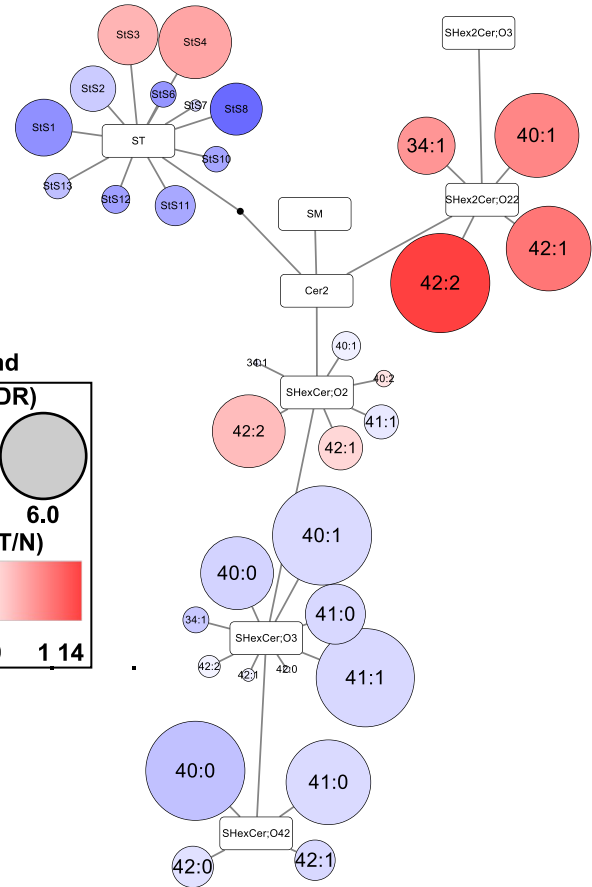 StS3
StS4
SHex2Cer;O3
StS2
StS6
StS7
StS8
StS1
34:1
40:1
ST
StS10
StS13
StS12
StS11
SHex2Cer;O22
SM
42:1
42:2
Cer2
40:1
34:1
40:2
SHexCer;O2
41:1
42:2
42:1
nd
DR)
6.0
T/N)
1 14
40:1
40:0
41:0
34:1
SHexCer;O3
42:2
42:1
42:0
41:1
40:0
41:0
SHexCer;O42
42:0
42:1